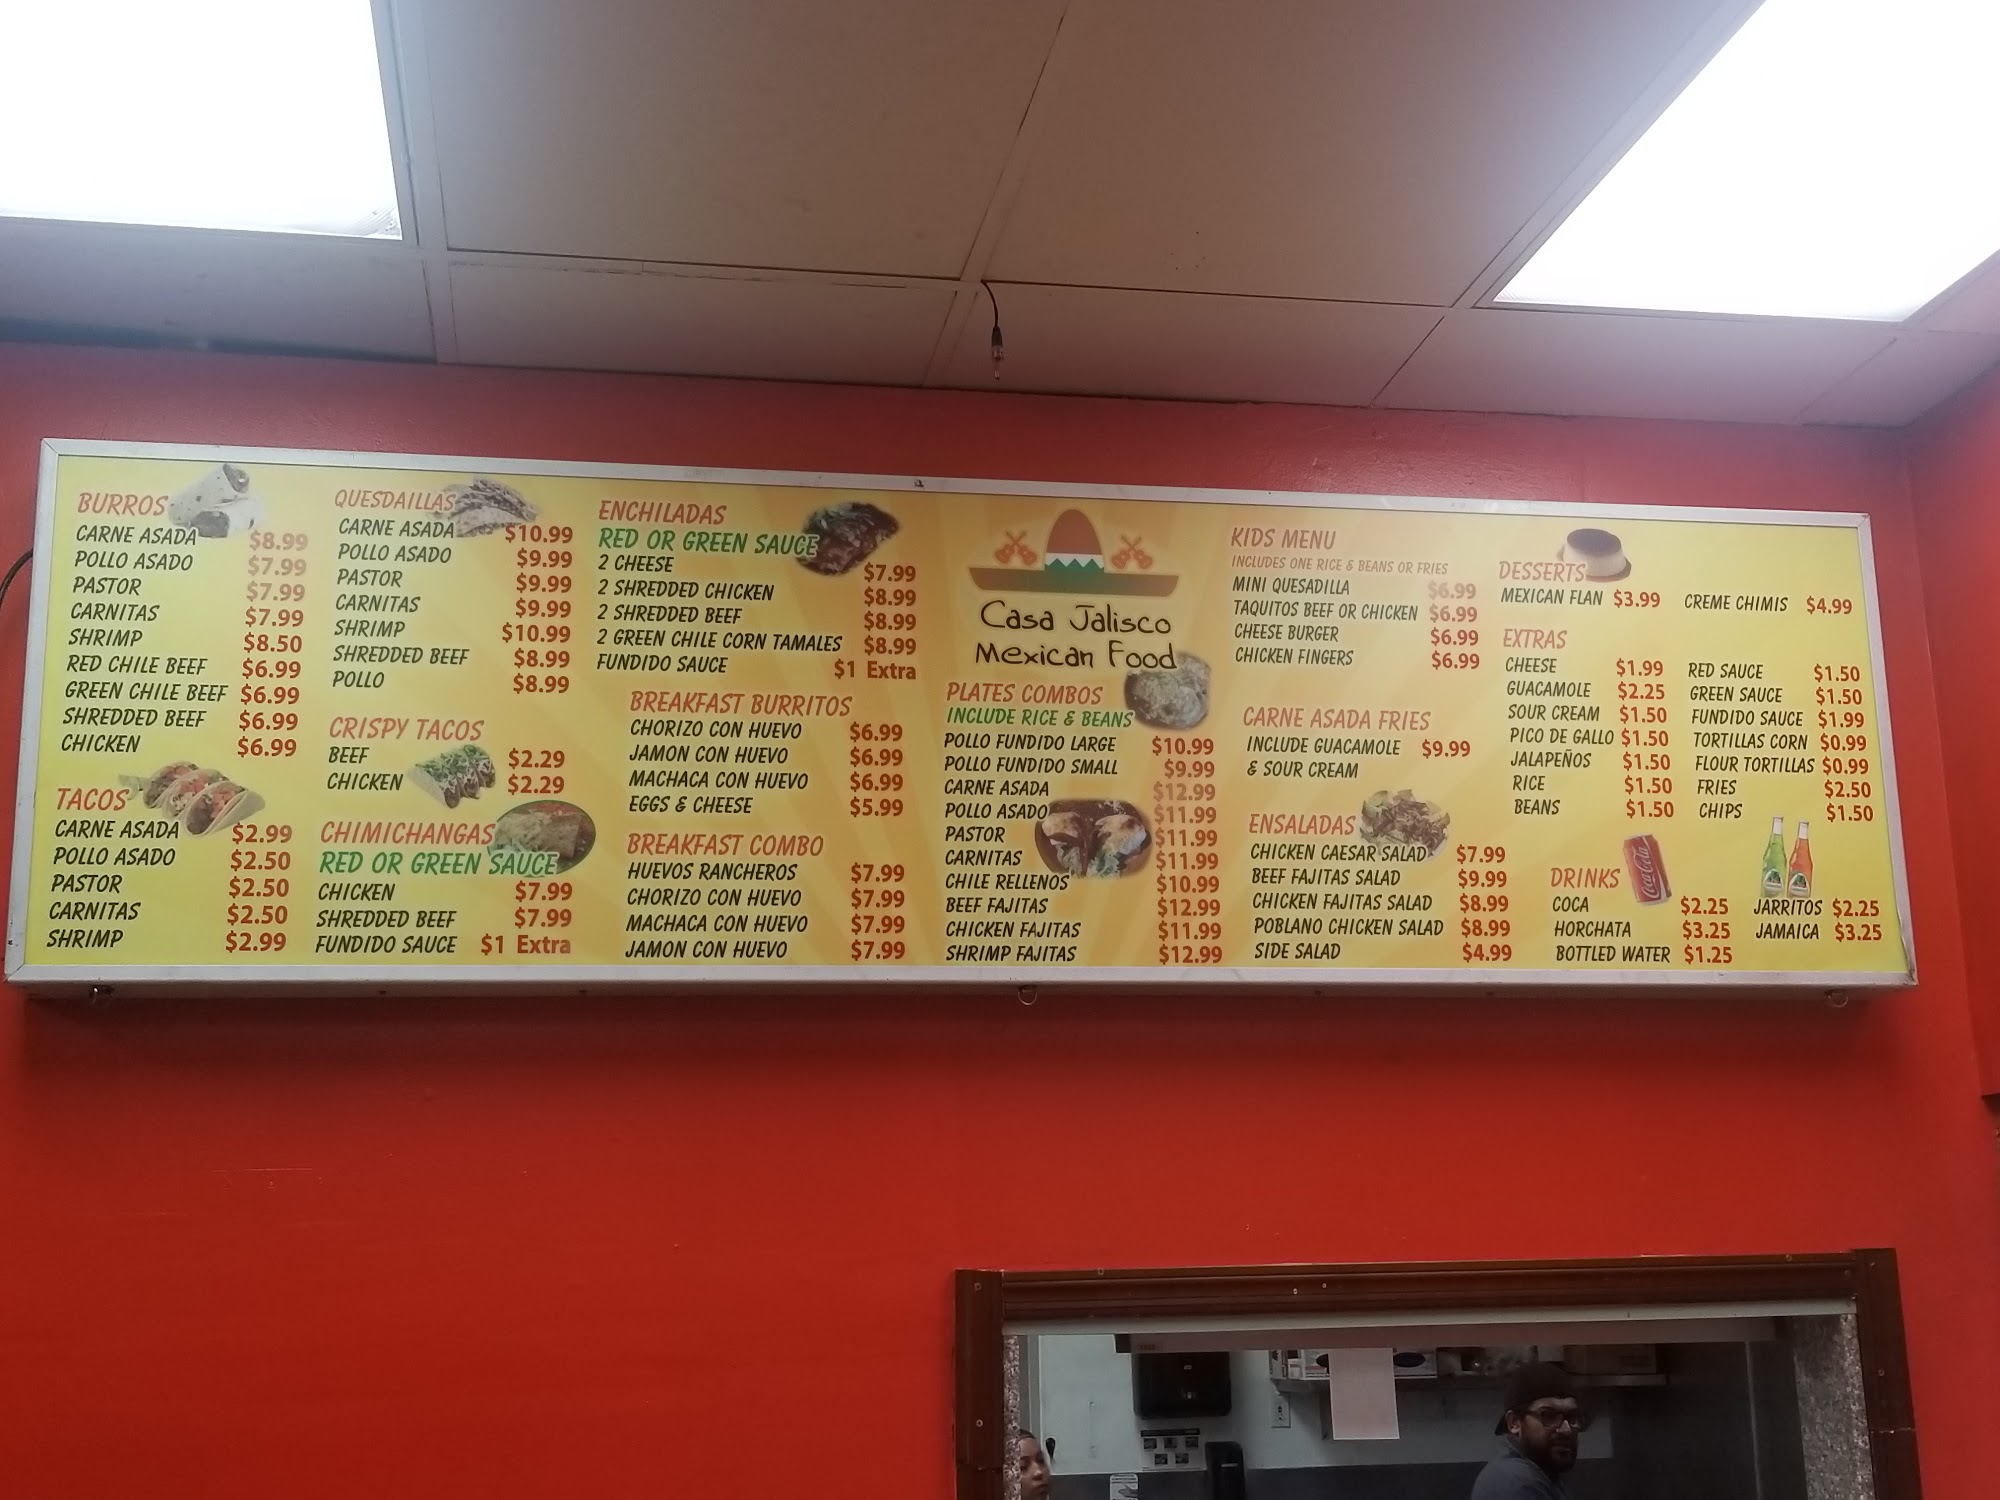 BURROS
CARNE ASADA $8.99
POLLO ASADO $7.99
PASTOR $7.99
CARNITAS $7.99
SHRIMP $8.50
RED CHILE BEEF $6.99
GREEN CHILE BEEF $6.99
SHREDDED BEEF $6.99
CHICKEN $6.99
TACOS
CARNE ASADA $2.99
POLLO ASADO $2.50
PASTOR $2.50
CARNITAS $2.50
SHRIMP $2.99
QUESDAILLAS
CARNE ASADA $10.99
POLLO ASADO $9.99
PASTOR $9.99
CARNITAS $9.99
SHRIMP $10.99
SHREDDED BEEF $8.99
POLLO $8.99
CRISPY TACOS
BEEF $2.29
CHICKEN $2.29
CHIMICHANGAS
RED OR GREEN SAUCE
CHICKEN $7.99
SHREDDED BEEF $7.99
FUNDIDO SAUCE $1 Extra
ENCHILADAS
RED OR GREEN SAUCE
2 CHEESE $7.99
2 SHREDDED CHICKEN $8.99
2 SHREDDED BEEF $8.99
2 GREEN CHILE CORN TAMALES $8.99
FUNDIDO SAUCE $1 Extra
BREAKFAST BURRITOS
CHORIZO CON HUEVO $6.99
JAMON CON HUEVO $6.99
MACHACA CON HUEVO $6.99
EGGS & CHEESE $5.99
BREAKFAST COMBO
HUEVOS RANCHEROS $7.99
CHORIZO CON HUEVO $7.99
MACHACA CON HUEVO $7.99
JAMON CON HUEVO $7.99
Casa Jalisco
Mexican Food
PLATES COMBOS
INCLUDE RICE & BEANS
POLLO FUNDIDO LARGE $10.99
POLLO FUNDIDO SMALL $9.99
CARNE ASADA $12.99
POLLO ASADO $11.99
PASTOR $11.99
CARNITAS $11.99
CHILE RELLENOS $10.99
BEEF FAJITAS $12.99
CHICKEN FAJITAS $11.99
SHRIMP FAJITAS $12.99
KIDS MENU
INCLUDES ONE RICE & BEANS OR FRIES
MINI QUESADILLA $6.99
TAQUITOS BEEF OR CHICKEN $6.99
CHEESE BURGER $6.99
CHICKEN FINGERS $6.99
CARNE ASADA FRIES
INCLUDE GUACAMOLE $9.99
& SOUR CREAM
ENSALADAS
CHICKEN CAESAR SALAD $7.99
BEEF FAJITAS SALAD $9.99
CHICKEN FAJITAS SALAD $8.99
POBLANO CHICKEN SALAD $8.99
SIDE SALAD $4.99
DESSERTS
MEXICAN FLAN $3.99 CREME CHIMIS $4.99
EXTRAS
CHEESE $1.99 RED SAUCE $1.50
GUACAMOLE $2.25 GREEN SAUCE $1.50
SOUR CREAM $1.50 FUNDIDO SAUCE $1.99
PICO DE GALLO $1.50 TORTILLAS CORN $0.99
JALAPEÑOS $1.50 FLOUR TORTILLAS $0.99
RICE $1.50 FRIES $2.50
BEANS $1.50 CHIPS $1.50
DRINKS
Coca-Cola
COCA $2.25 JARRITOS $2.25
HORCHATA $3.25 JAMAICA $3.25
BOTTLED WATER $1.25